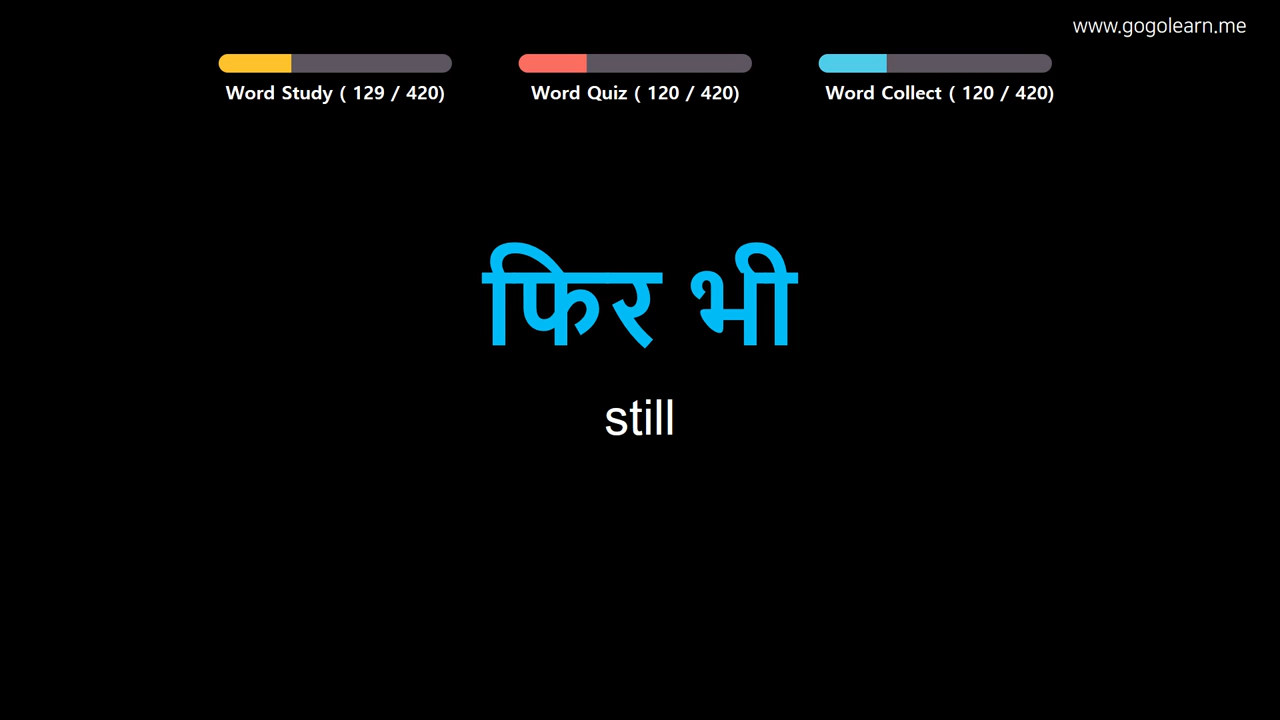 www.gogolearn.me
Word Study ( 129 / 420)
Word Quiz ( 120 / 420)
Word Collect ( 120 / 420)
फिर भी
still